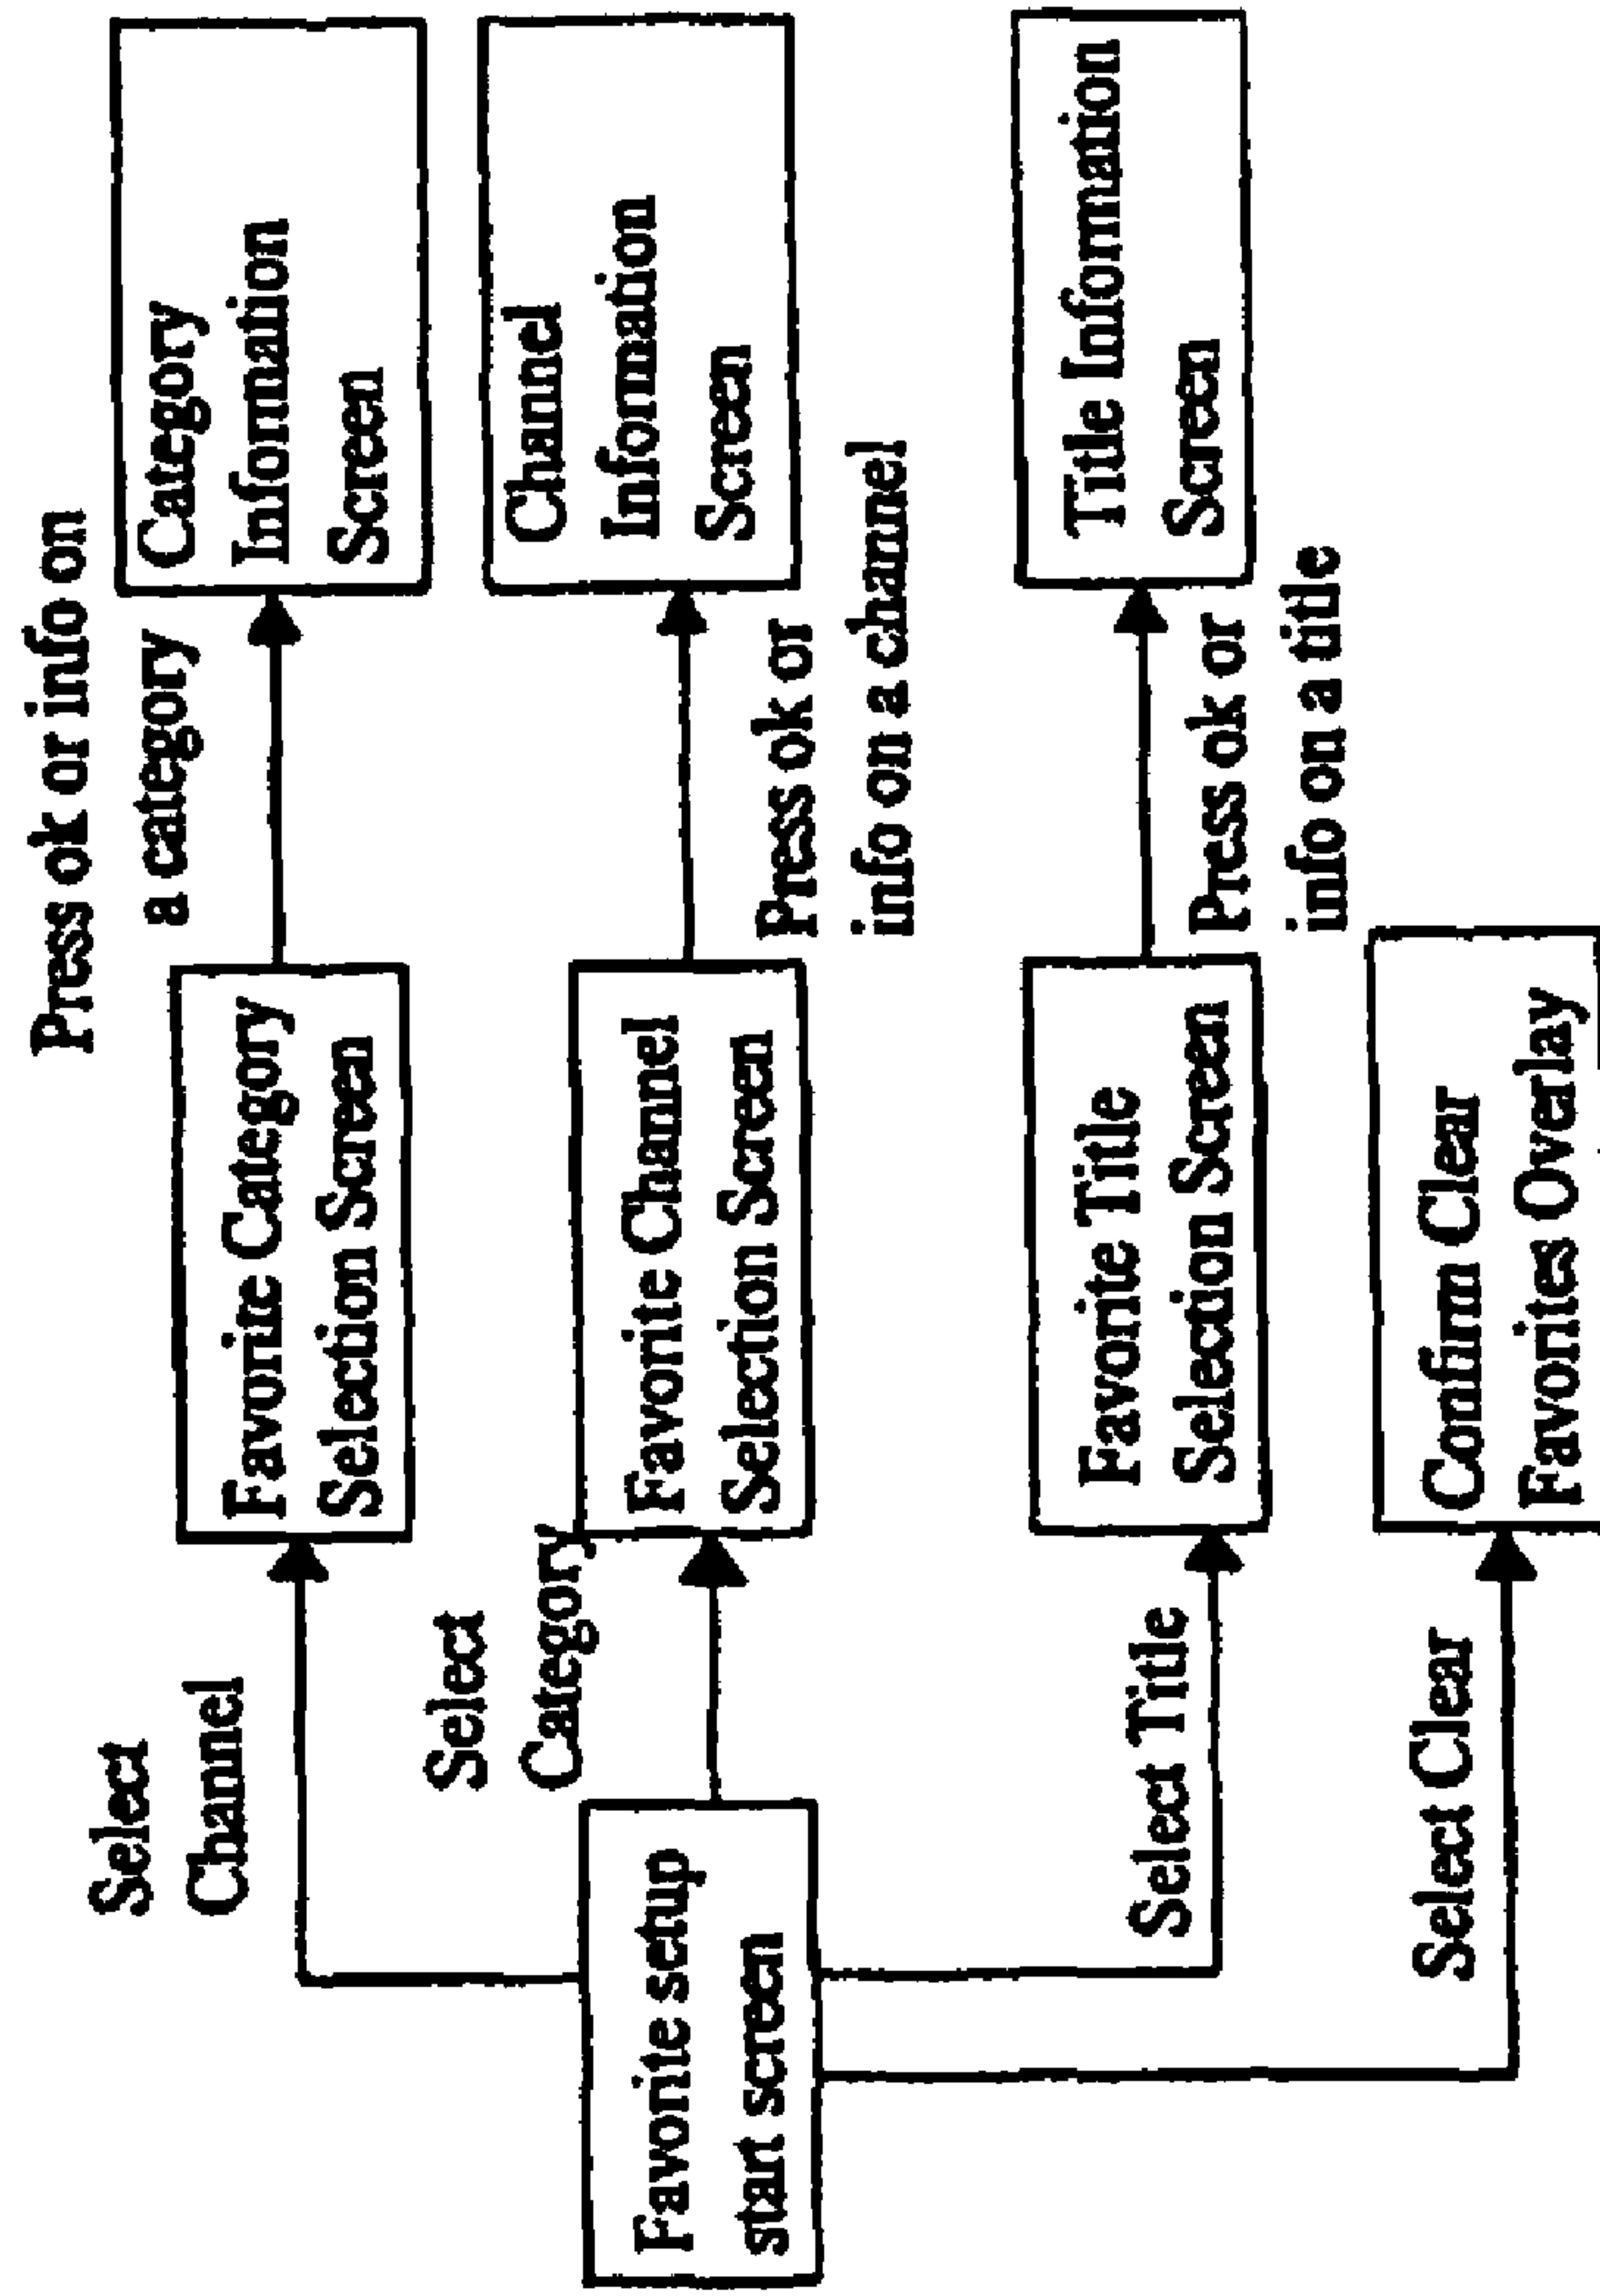 Press ok or info on
a category
Select
Channel
Favorite Category
Selection Screen
Category
Information
Screen
Select
Category
Favorite setup
start screen
Favorite Channel
Selection Screen
Channel
Information
Screen
Press ok or
info on a channel
Select Title
Favorite Title
Selection Screen
Title Information
Screen
Press ok or
info on a title
Select Clear
Confirm Clear
Favorites Overlay